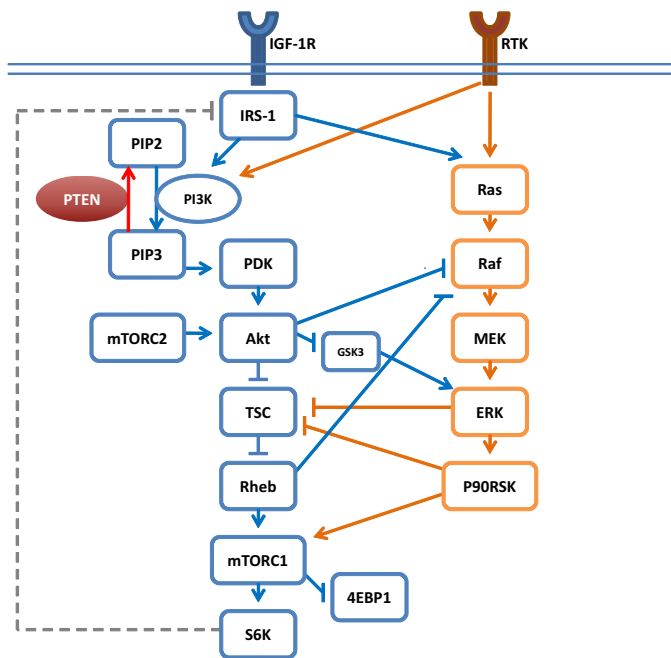 IGF-1R
RTK
IRS-1
PIP2
PTEN
PI3K
Ras
PIP3
PDK
Raf
mTORC2
Akt
GSK3
MEK
TSC
ERK
Rheb
P90RSK
mTORC1
4EBP1
S6K